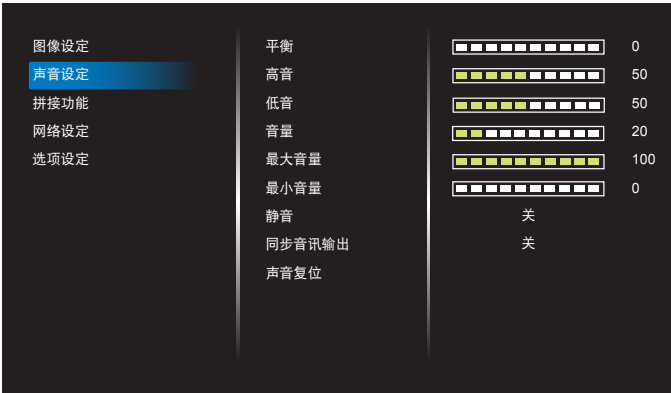 图像设定
声音设定
拼接功能
网络设定
选项设定
平衡 0
高音 50
低音 50
音量 20
最大音量 100
最小音量 0
静音 关
同步音讯输出 关
声音复位